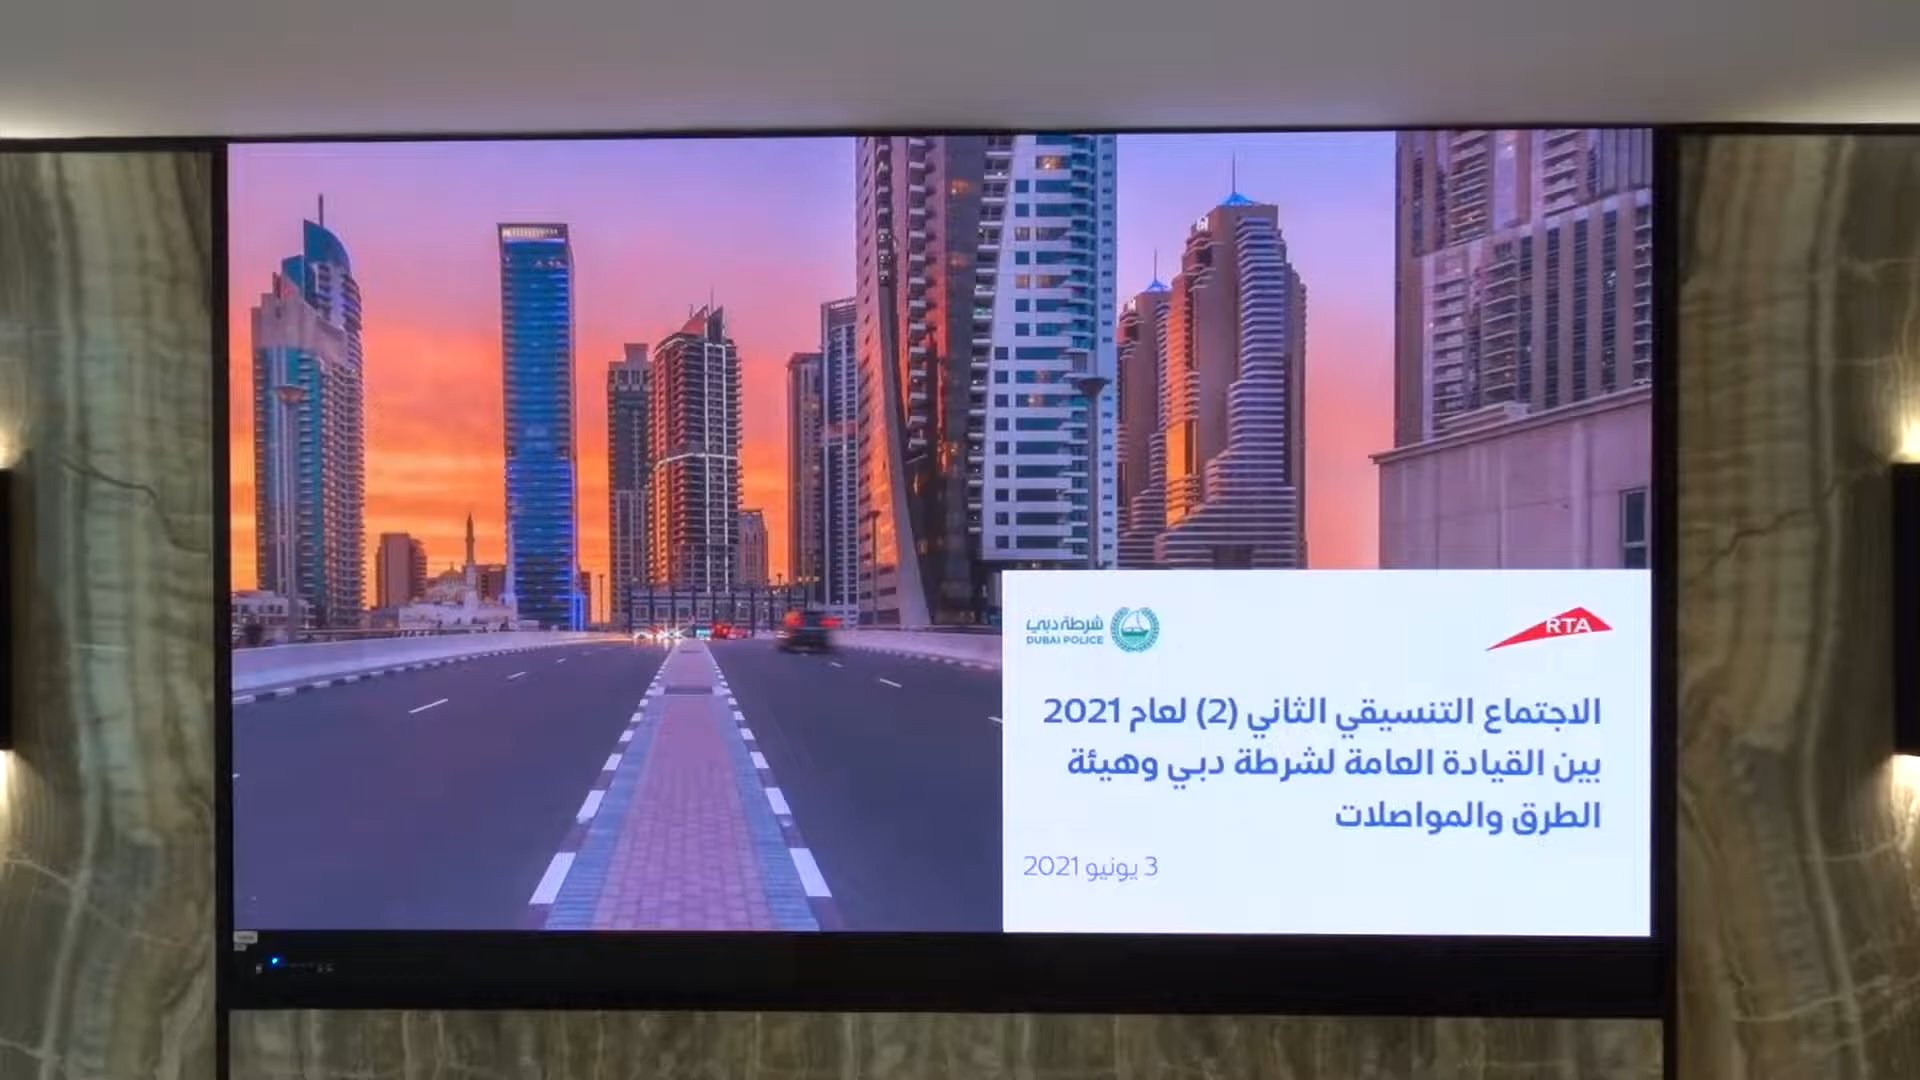 شرطة دبي
DUBAI POLICE
RTA
الاجتماع التنسيقي الثاني (2) لعام 2021
بين القيادة العامة لشرطة دبي وهيئة
الطرق والمواصلات
3 يونيو 2021